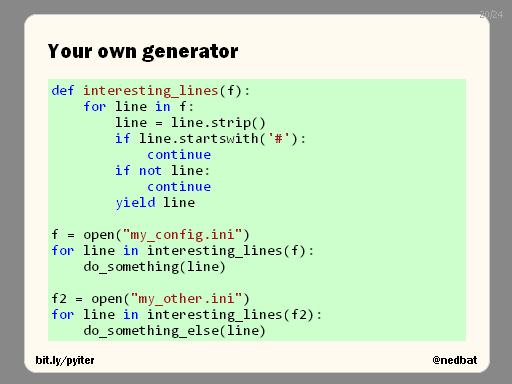 20/24
Your own generator
def interesting_lines(f):
    for line in f:
        line = line.strip()
        if line.startswith('#'):
            continue
        if not line:
            continue
        yield line
f = open("my_config.ini")
for line in interesting_lines(f):
    do_something(line)
f2 = open("my_other.ini")
for line in interesting_lines(f2):
    do_something_else(line)
bit.ly/pyiter
@nedbat